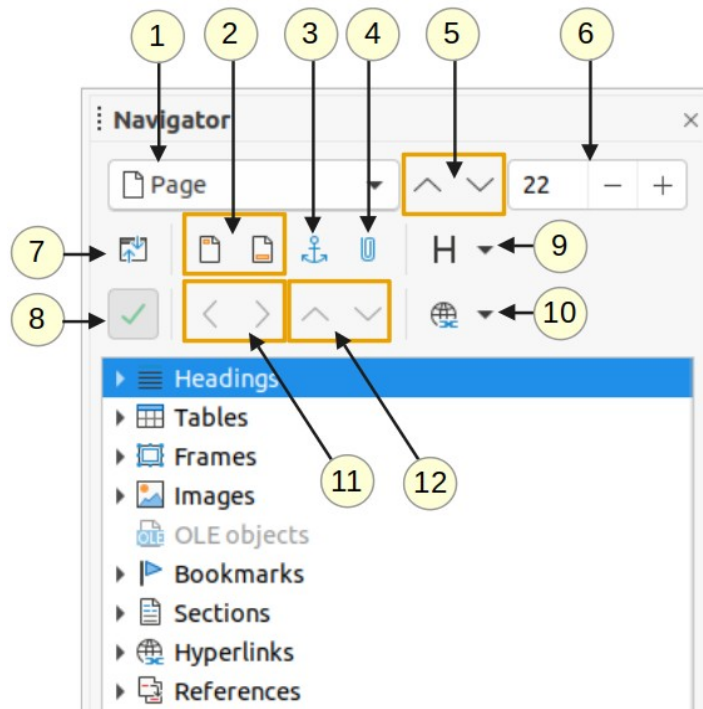 1 2 3 4 5 6
Navigator ×
Page 22 − +
7 H 9
8 10
Headings
Tables
Frames
11 12
Images
OLE OLE objects
Bookmarks
Sections
Hyperlinks
References